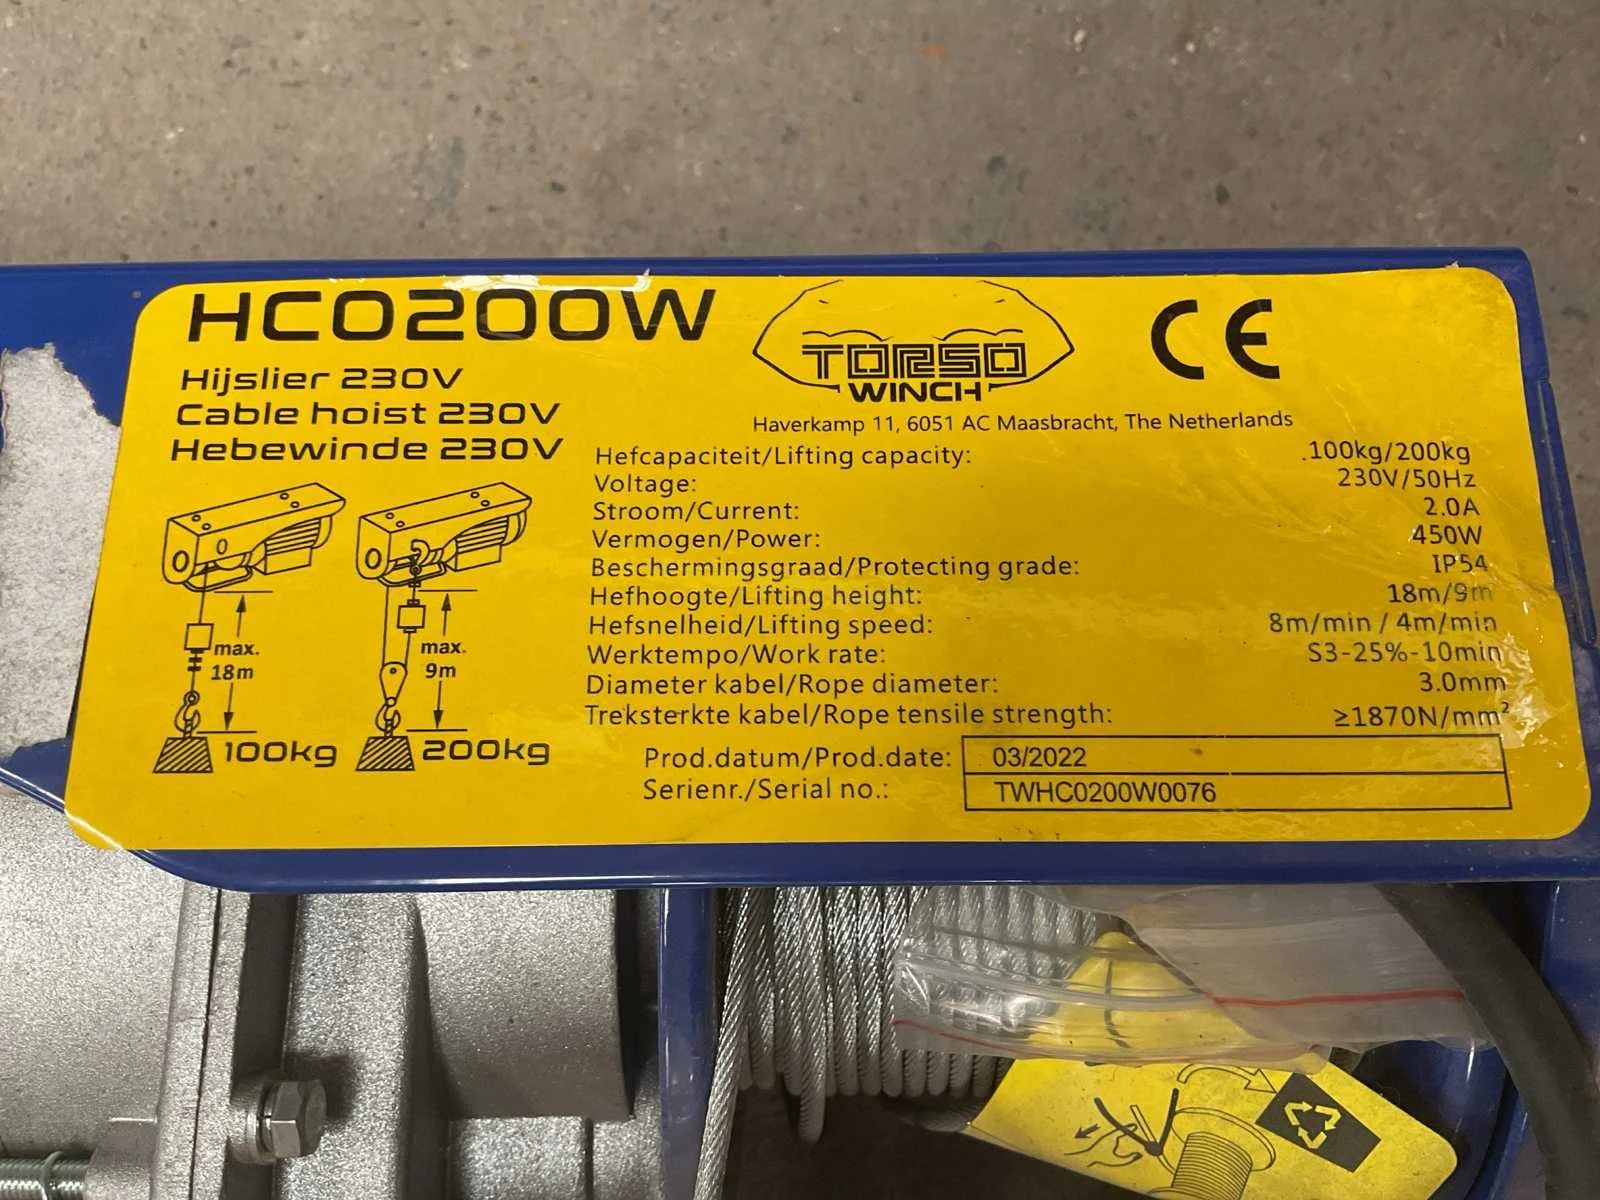 HC0200W
Hijslier 230V
Cable hoist 230V
Hebewinde 230V
TORSO
WINCH
CE
Haverkamp 11, 6051 AC Maasbracht, The Netherlands
Hefcapaciteit/Lifting capacity: .100kg/200kg
Voltage: 230V/50Hz
Stroom/Current: 2.0A
Vermogen/Power: 450W
Beschermingsgraad/Protecting grade: IP54
Hefhoogte/Lifting height: 18m/9m
Hefsnelheid/Lifting speed: 8m/min / 4m/min
Werktempo/Work rate: S3-25%-10min
Diameter kabel/Rope diameter: 3.0mm
Treksterkte kabel/Rope tensile strength: ≥1870N/mm²
max.
18m
100kg
max.
9m
200kg
Prod.datum/Prod.date: 03/2022
Serienr./Serial no.: TWHC0200W0076